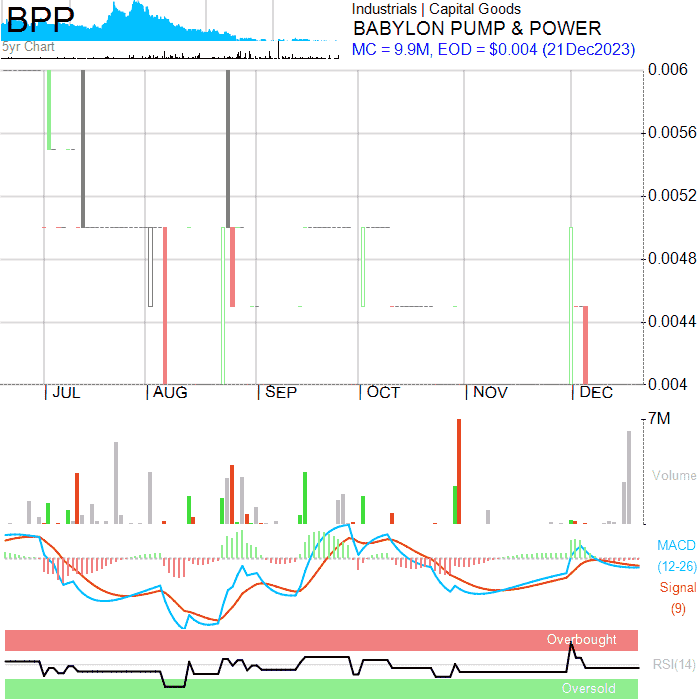 BPP
5yr Chart
Industrials | Capital Goods
BABYLON PUMP & POWER
MC = 9.9M, EOD = $0.004 (21Dec2023)
0.006
0.0056
0.0052
0.0048
0.0044
0.004
JUL AUG SEP OCT NOV DEC
7M
Volume
MACD
(12-26)
Signal
(9)
Overbought
RSI(14)
Oversold